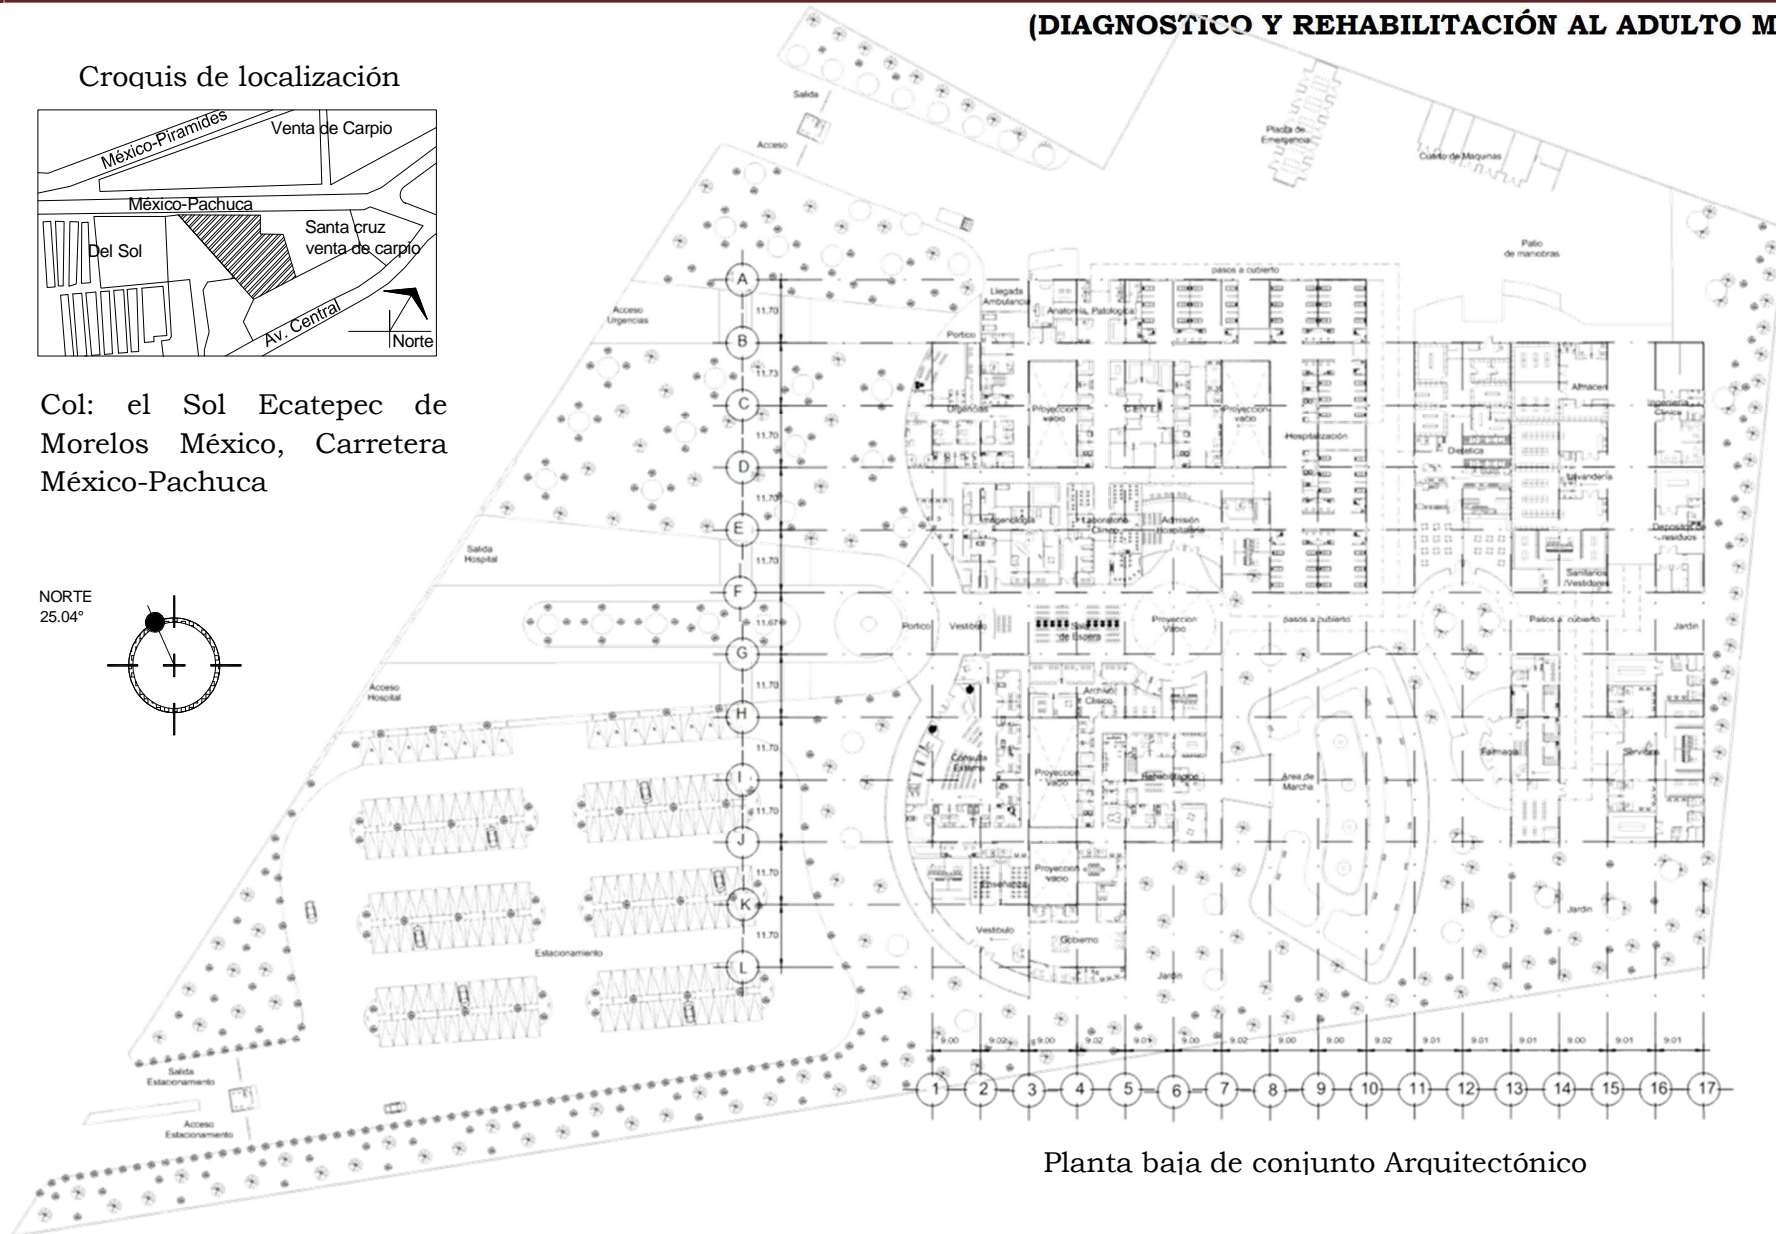 (DIAGNOSTICO Y REHABILITACIÓN AL ADULTO M
Croquis de localización
México-Piramides
Venta de Carpio
México-Pachuca
Santa cruz
venta de carpio
Del Sol
Av. Central
Norte
Col: el Sol Ecatepec de
Morelos México, Carretera
México-Pachuca
NORTE
25.04°
Salida
Acceso
Planta de
Emergencia
Cuarto de Maquinas
Patio
de maniobras
pasos a cubierto
Llegada
Ambulancia
Anatomia, Patologica
Acceso
Urgencias
Portico
Urgencias
Proyeccion
vacio
C.E.Y.E.
Proyeccion
vacio
Hospitalización
Almacen
Dietetica
Lavanderia
Imagenologia
Laboratorio
Clinico
Admisión
Hospitalaria
Depositos de
residuos
Sanitarios
/Vestidores
Salida
Hospital
Portico
Vestibulo
Sala
de Espera
Proyeccion
Vacio
pasos a cubierto
Pasos a cubierto
Jardin
Acceso
Hospital
Archivo
Clinico
Consulta
Externa
Proyeccion
vacio
Rehabilitacion
Area de
Marcha
Farmacia
Servicios
Enseñanza
Proyeccion
vacio
Vestibulo
Gobierno
Jardin
Jardin
Estacionamiento
Salida
Estacionamiento
Acceso
Estacionamiento
A
11.70
B
11.73
C
11.70
D
11.70
E
11.70
F
11.67
G
11.70
H
11.70
I
11.70
J
11.70
K
11.70
L
9.00 9.02 9.00 9.02 9.01 9.00 9.02 9.00 9.00 9.02 9.01 9.01 9.01 9.00 9.01 9.01
1 2 3 4 5 6 7 8 9 10 11 12 13 14 15 16 17
Planta baja de conjunto Arquitectónico